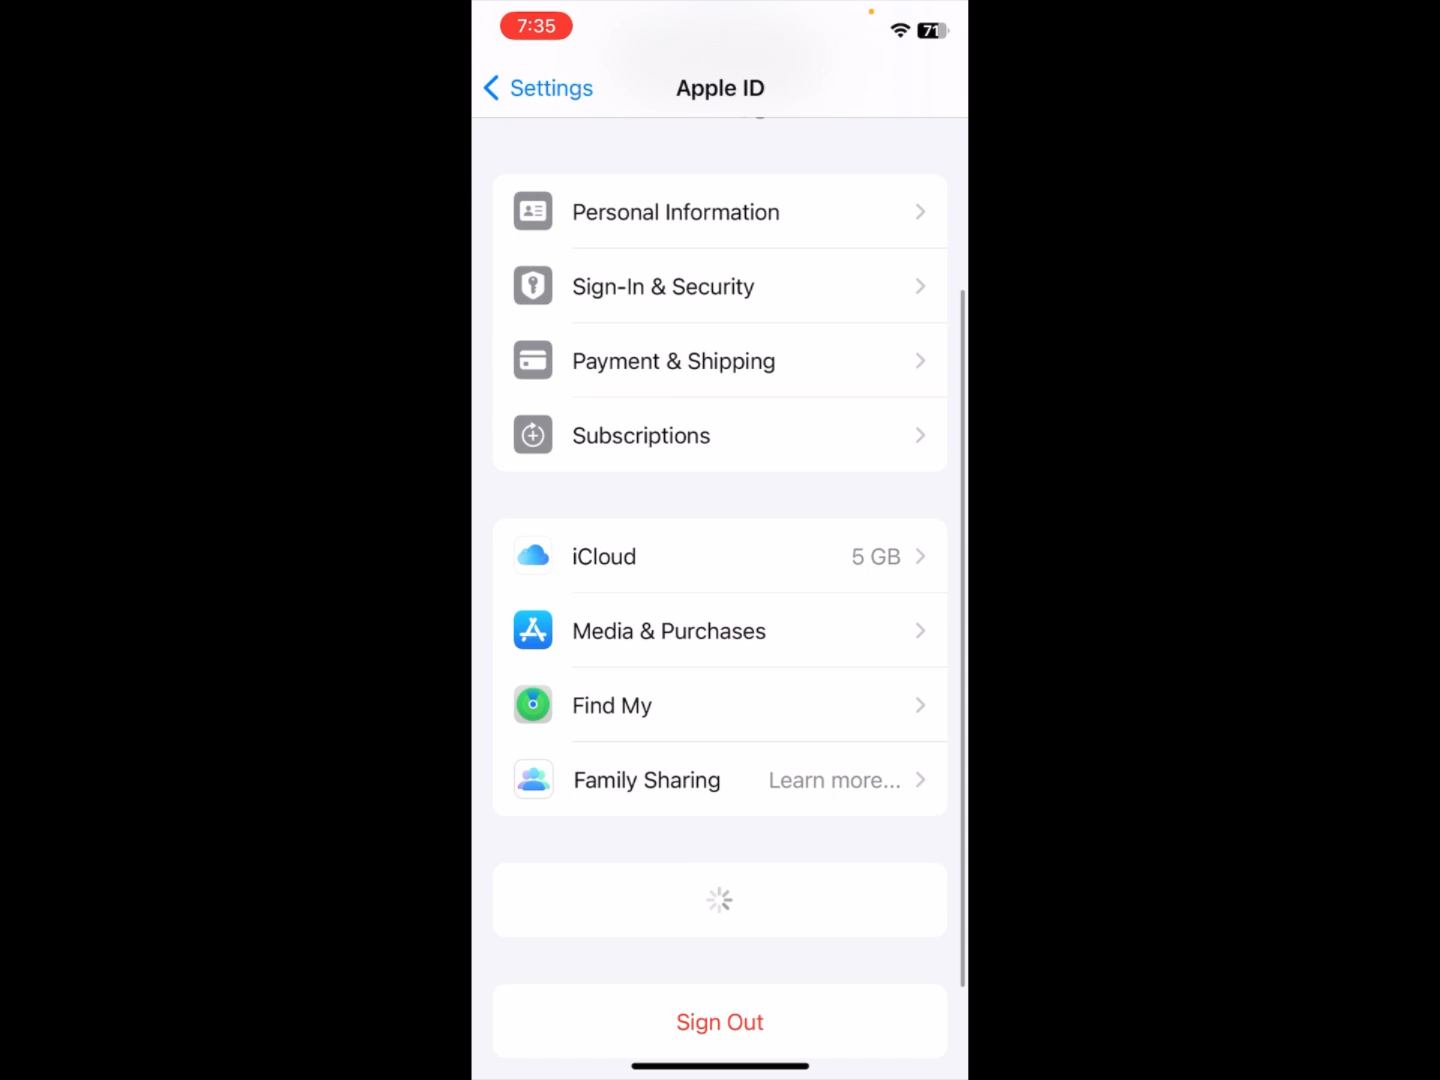 7:35
71
Settings
Apple ID
Personal Information
Sign-In & Security
Payment & Shipping
Subscriptions
iCloud 5 GB
Media & Purchases
Find My
Family Sharing Learn more...
Sign Out